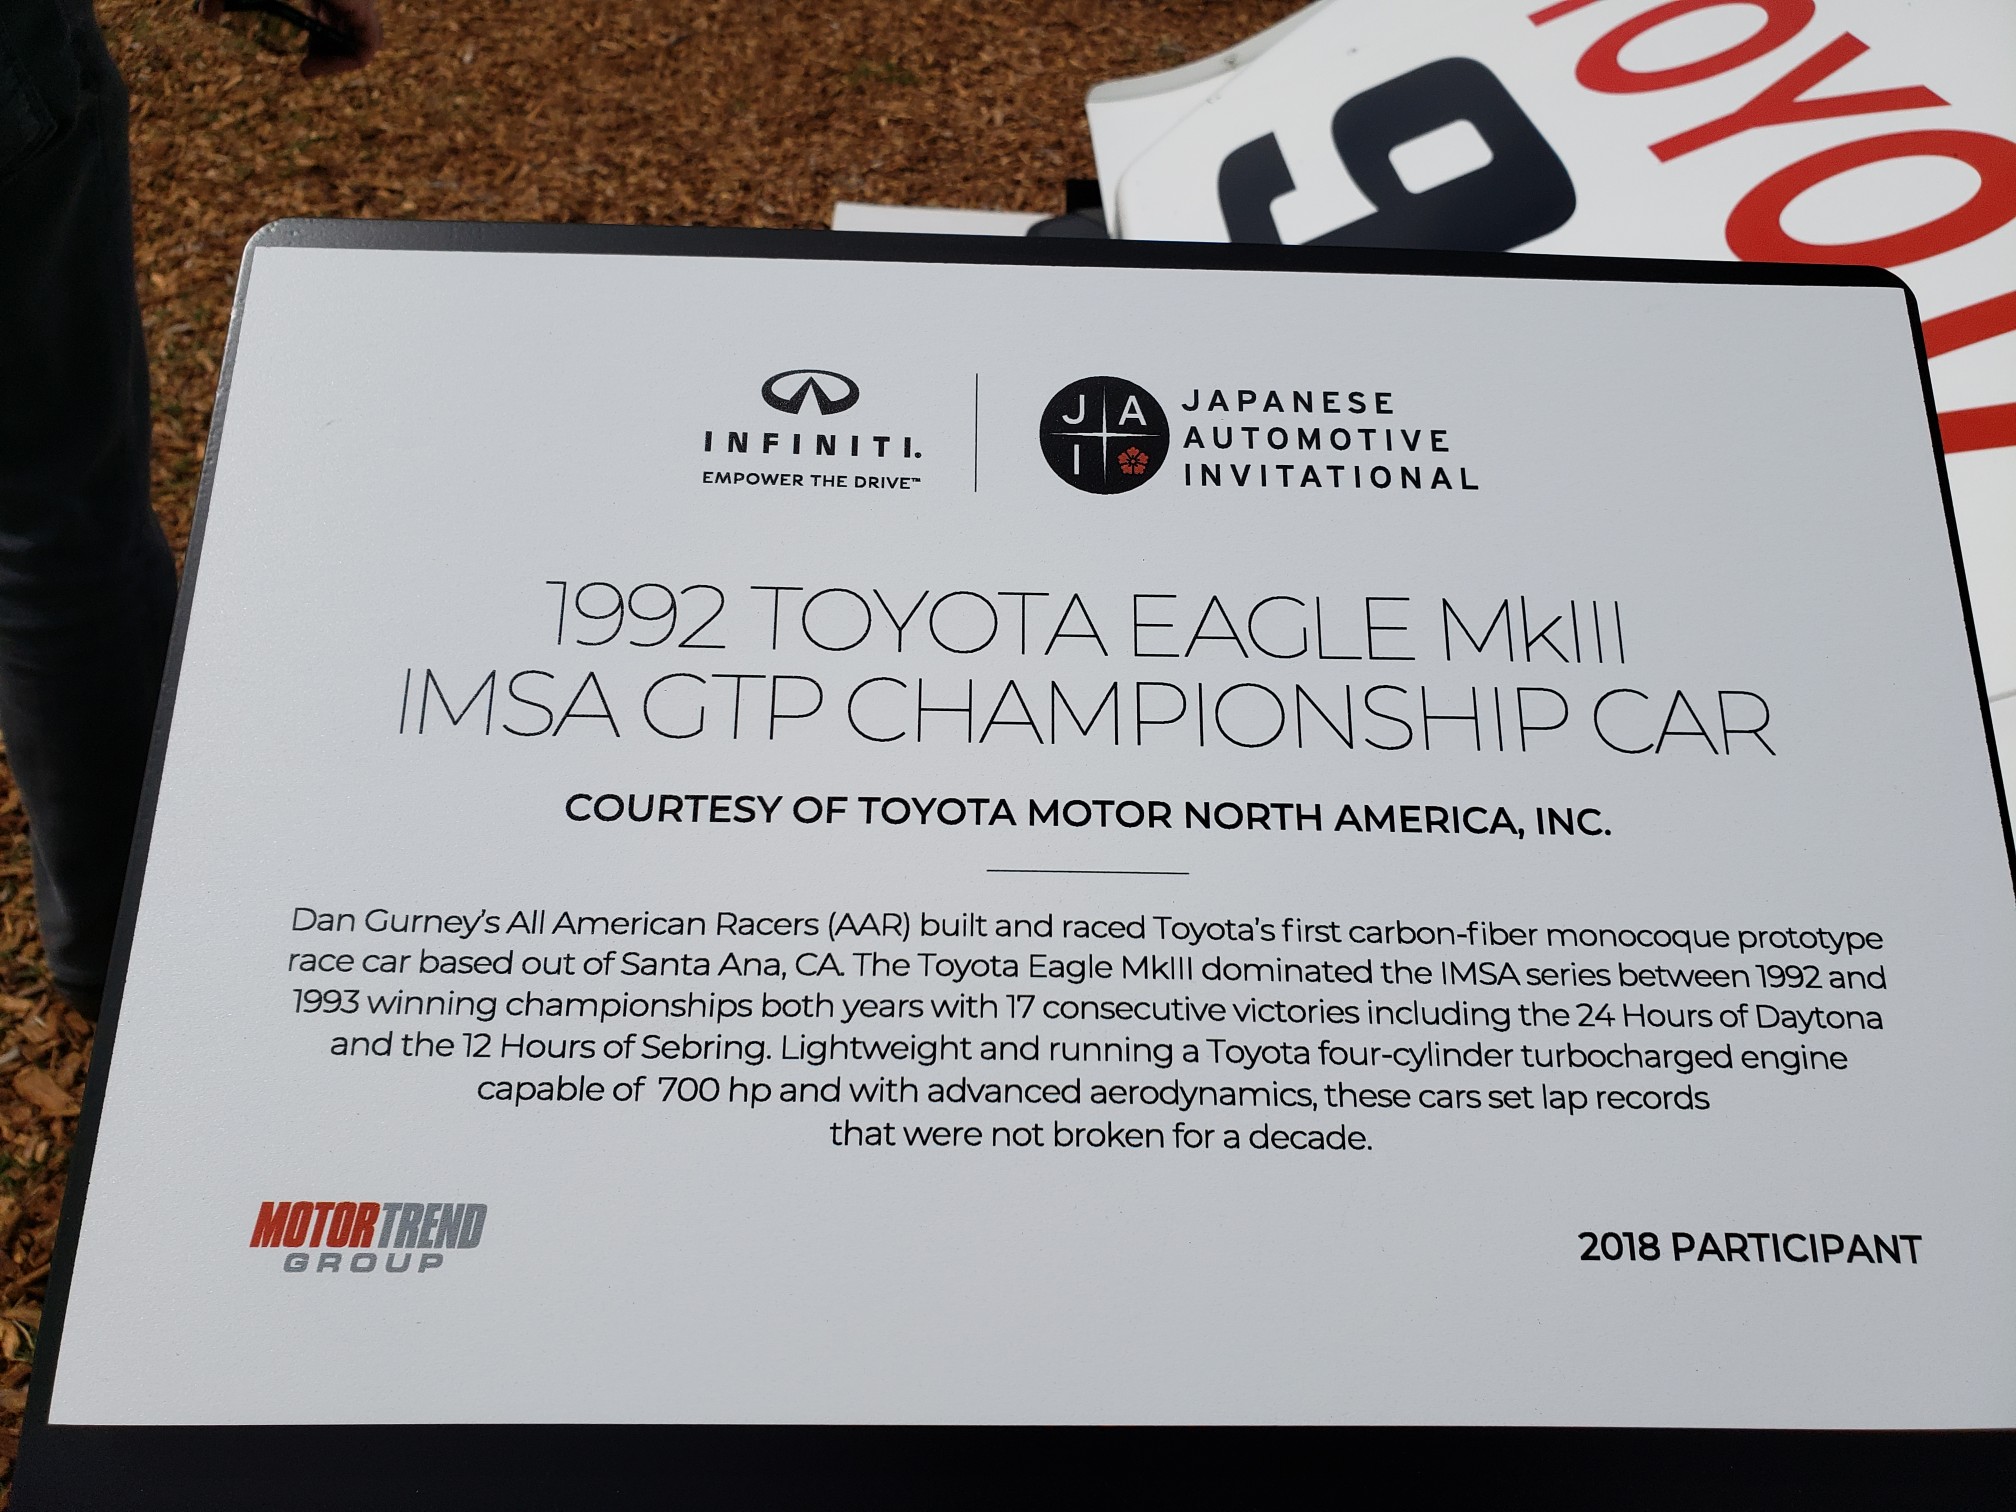 TOYOTA
9
INFINITI.
EMPOWER THE DRIVE™
J A
I
JAPANESE
AUTOMOTIVE
INVITATIONAL
1992 TOYOTA EAGLE MkIII
IMSA GTP CHAMPIONSHIP CAR
COURTESY OF TOYOTA MOTOR NORTH AMERICA, INC.
Dan Gurney's All American Racers (AAR) built and raced Toyota's first carbon-fiber monocoque prototype
race car based out of Santa Ana, CA. The Toyota Eagle MkIII dominated the IMSA series between 1992 and
1993 winning championships both years with 17 consecutive victories including the 24 Hours of Daytona
and the 12 Hours of Sebring. Lightweight and running a Toyota four-cylinder turbocharged engine
capable of 700 hp and with advanced aerodynamics, these cars set lap records
that were not broken for a decade.
MOTORTREND
GROUP
2018 PARTICIPANT